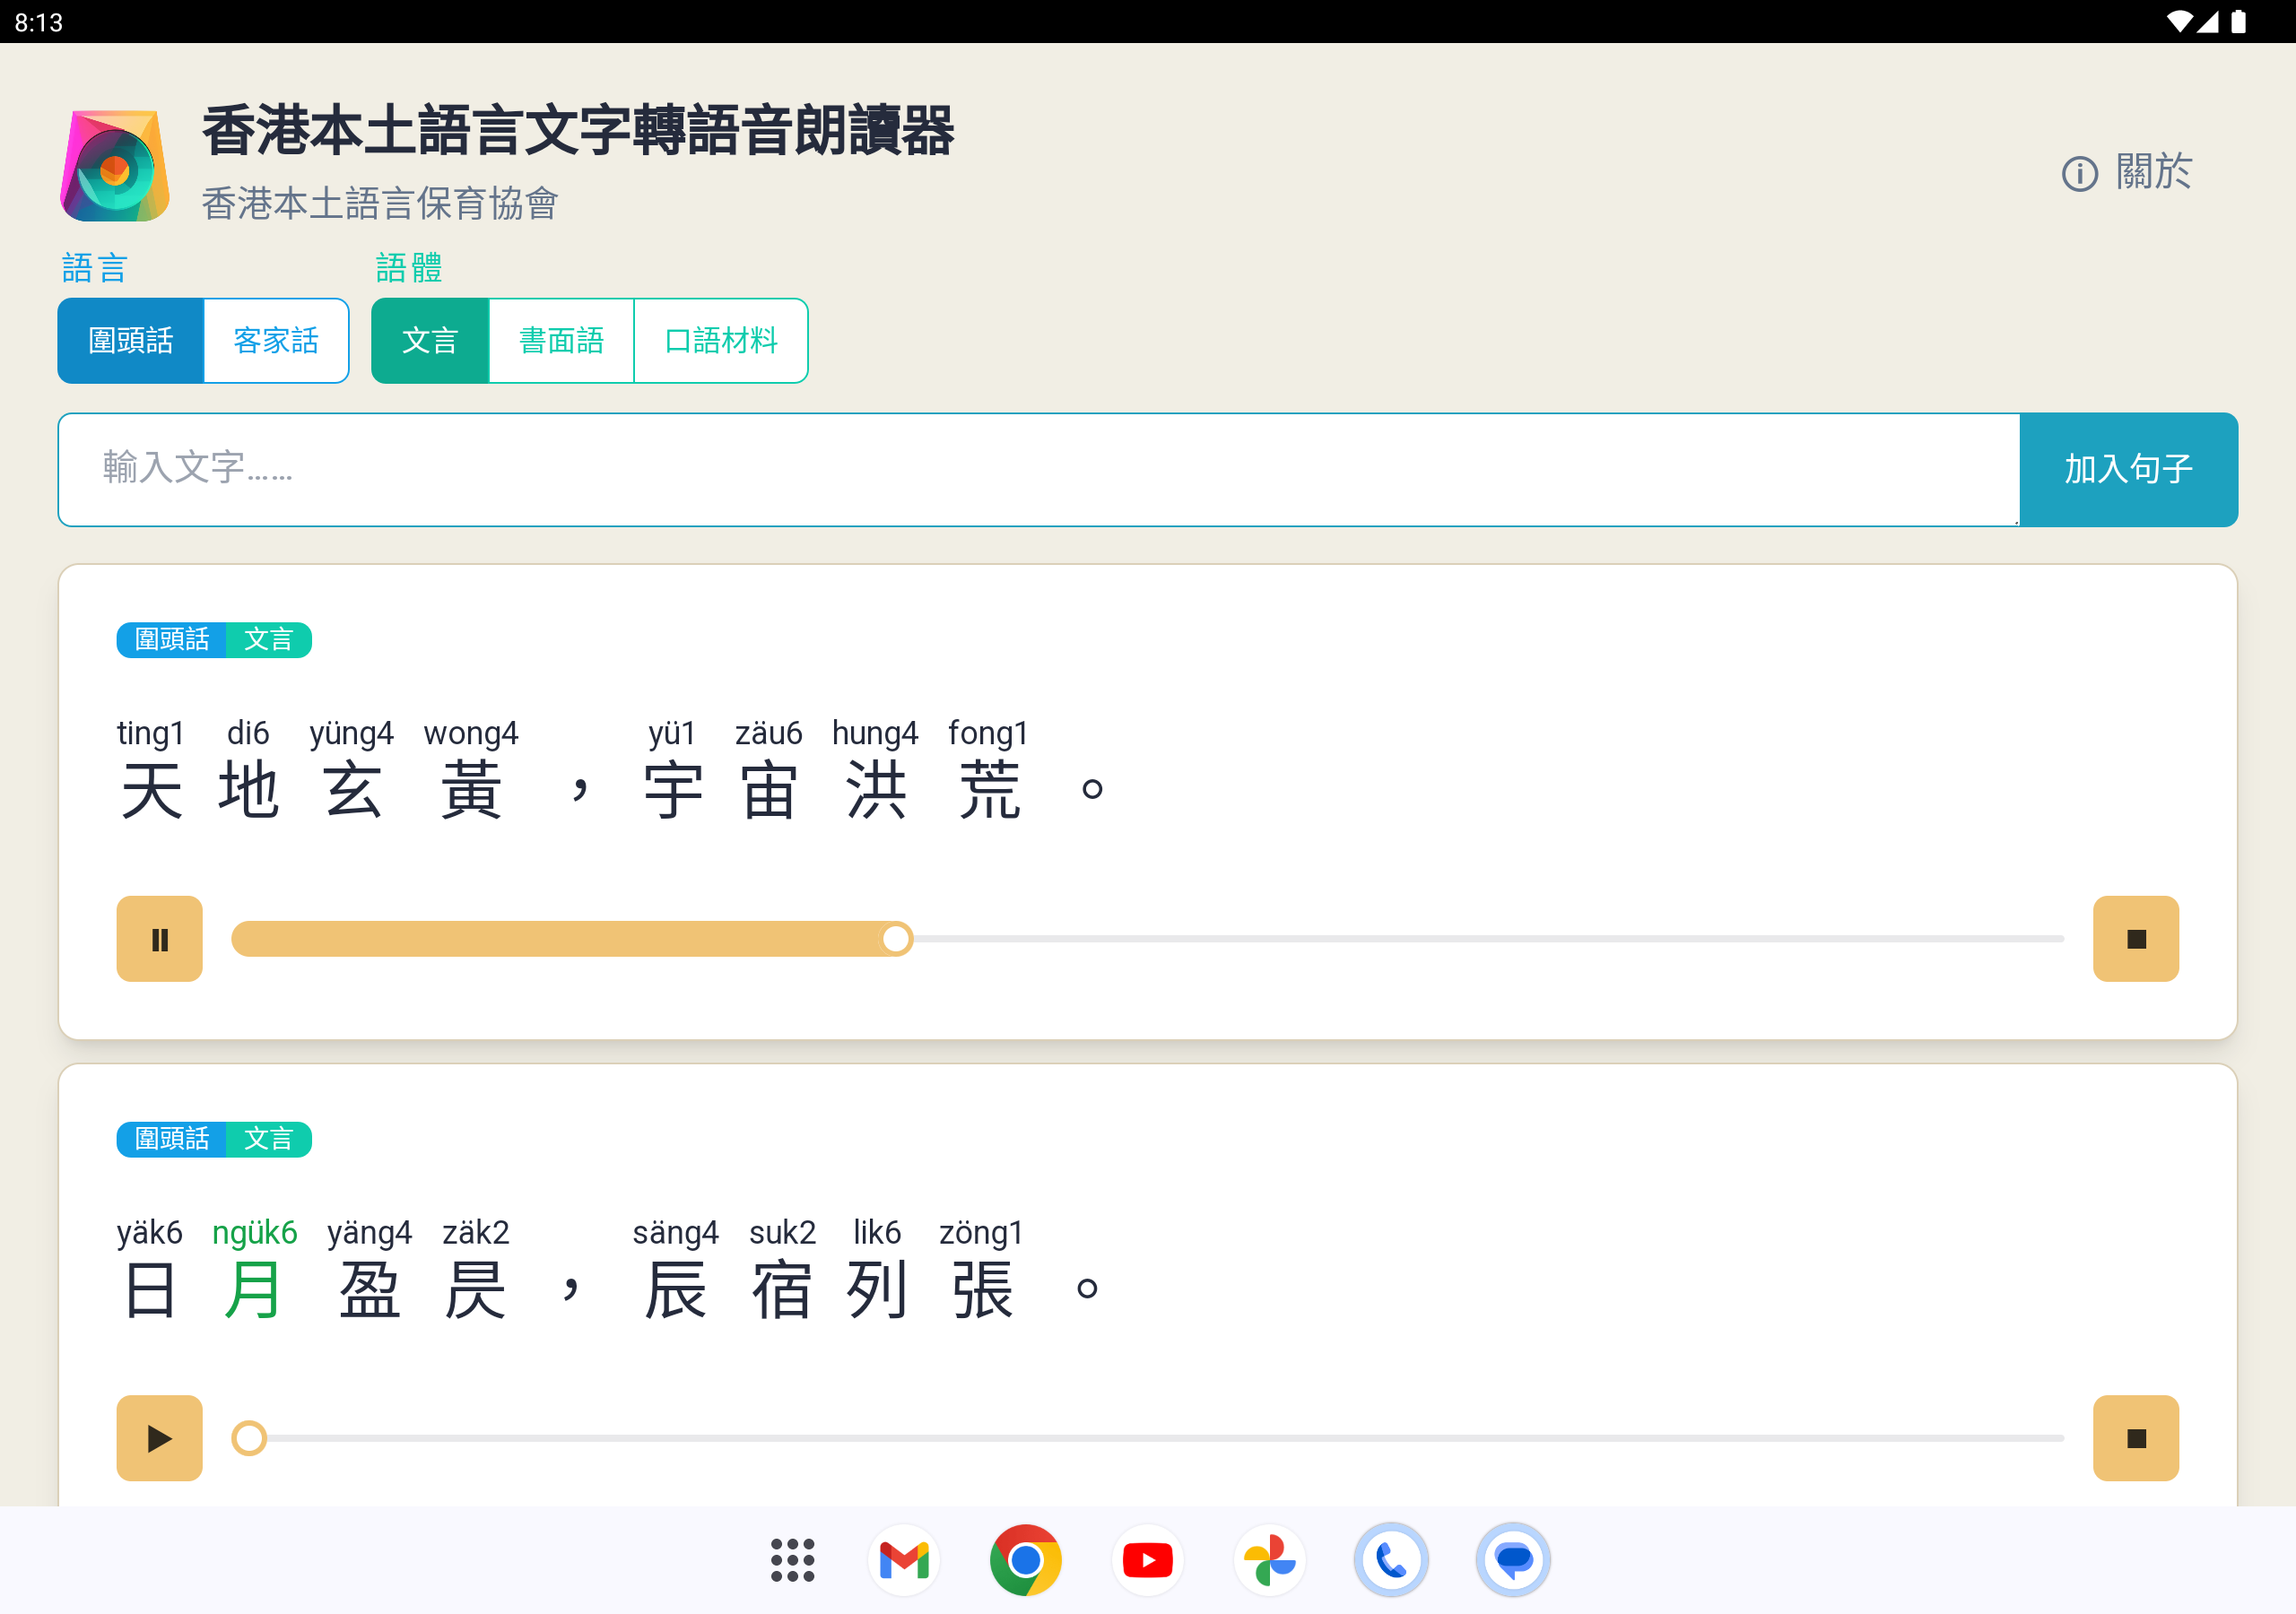 8:13
香港本土語言文字轉語音朗讀器
香港本土語言保育協會
關於
語言 語體
圍頭話 客家話 文言 書面語 口語材料
輸入文字…… 加入句子
圍頭話 文言
ting1 di6 yüng4 wong4 yü1 zäu6 hung4 fong1
天地玄黃，宇宙洪荒。
圍頭話 文言
yäk6 ngük6 yäng4 zäk2 säng4 suk2 lik6 zöng1
日月盈昃，辰宿列張。